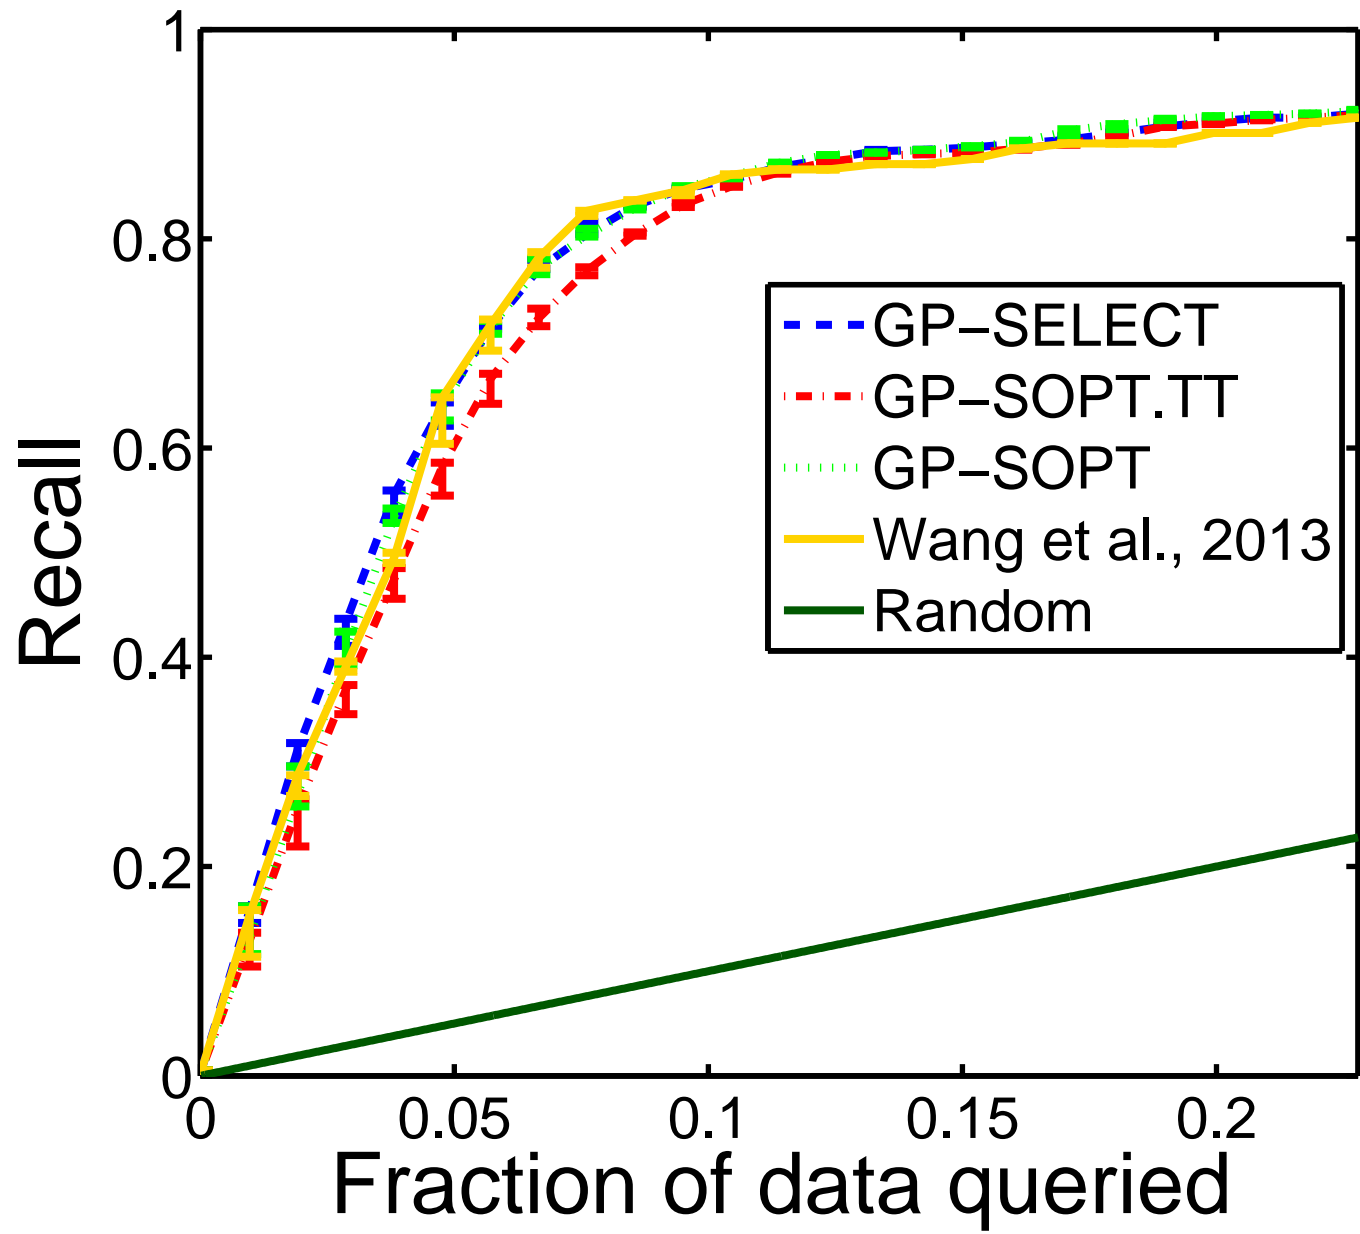 1
0.8
0.6
0.4
0.2
0
Recall
GP−SELECT
GP−SOPT.TT
GP−SOPT
Wang et al., 2013
Random
0 0.05 0.1 0.15 0.2
Fraction of data queried